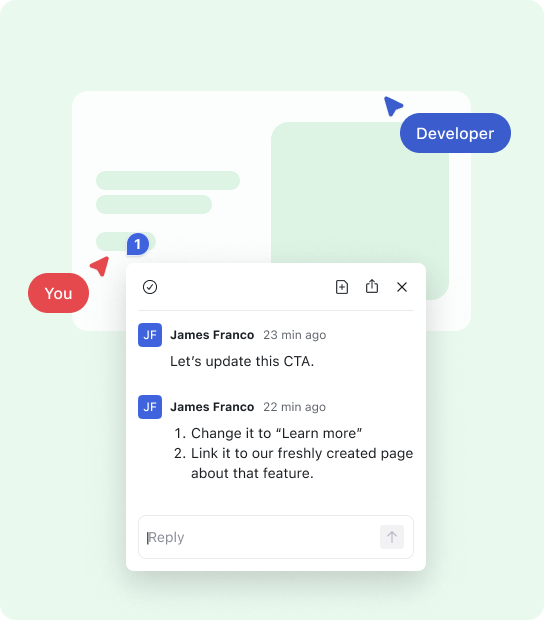 Developer
1
You
JF James Franco 23 min ago
Let’s update this CTA.
JF James Franco 22 min ago
1. Change it to “Learn more”
2. Link it to our freshly created page
about that feature.
Reply